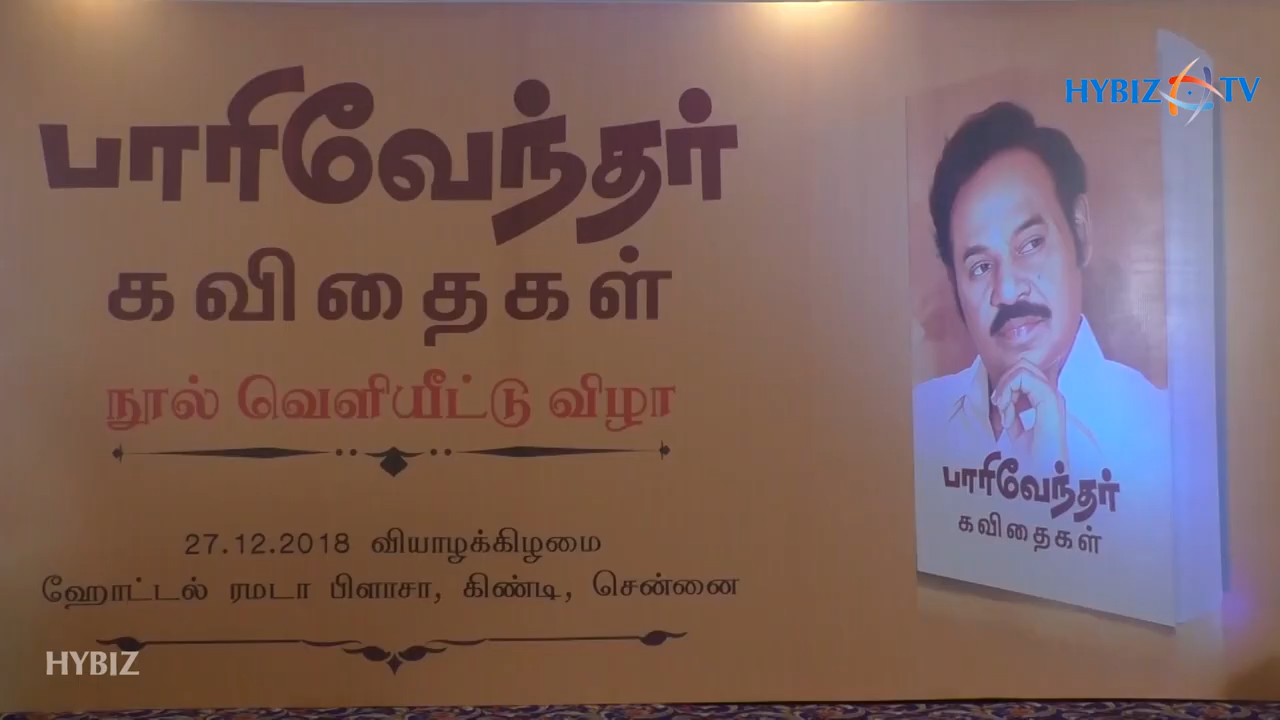 பாரிவேந்தர்
கவிதைகள்
நூல் வெளியீட்டு விழா
27.12.2018 வியாழக்கிழமை
ஹோட்டல் ரமடா பிளாசா, கிண்டி, சென்னை
பாரிவேந்தர்
கவிதைகள்
HYBIZ TV
HYBIZ